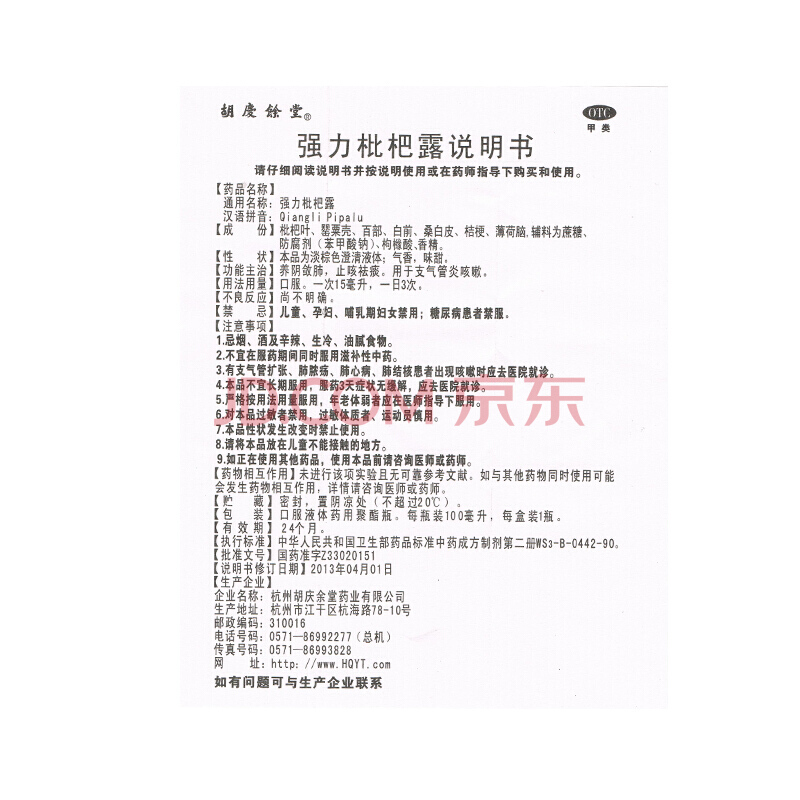 胡慶餘堂®
OTC
甲类
强力枇杷露说明书
请仔细阅读说明书并按说明使用或在药师指导下购买和使用。
【药品名称】
通用名称：强力枇杷露
汉语拼音：Qiangli Pipalu
【成　份】枇杷叶、罂粟壳、百部、白前、桑白皮、桔梗、薄荷脑。辅料为蔗糖、
防腐剂（苯甲酸钠）、枸橼酸、香精。
【性　状】本品为淡棕色澄清液体；气香，味甜。
【功能主治】养阴敛肺，止咳祛痰。用于支气管炎咳嗽。
【用法用量】口服。一次15毫升，一日3次。
【不良反应】尚不明确。
【禁　忌】儿童、孕妇、哺乳期妇女禁用；糖尿病患者禁服。
【注意事项】
1.忌烟、酒及辛辣、生冷、油腻食物。
2.不宜在服药期间同时服用滋补性中药。
3.有支气管扩张、肺脓疡、肺心病、肺结核患者出现咳嗽时应去医院就诊。
4.本品不宜长期服用，服药3天症状无缓解，应去医院就诊。
5.严格按用法用量服用，年老体弱者应在医师指导下服用。
6.对本品过敏者禁用，过敏体质者、运动员慎用。
7.本品性状发生改变时禁止使用。
8.请将本品放在儿童不能接触的地方。
9.如正在使用其他药品，使用本品前请咨询医师或药师。
【药物相互作用】未进行该项实验且无可靠参考文献。如与其他药物同时使用可能
会发生药物相互作用，详情请咨询医师或药师。
【贮　藏】密封，置阴凉处（不超过20℃）。
【包　装】口服液体药用聚酯瓶。每瓶装100毫升，每盒装1瓶。
【有 效 期】24个月。
【执行标准】中华人民共和国卫生部药品标准中药成方制剂第二册WS3-B-0442-90。
【批准文号】国药准字Z33020151
【说明书修订日期】2013年04月01日
【生产企业】
企业名称：杭州胡庆余堂药业有限公司
生产地址：杭州市江干区杭海路78-10号
邮政编码：310016
电话号码：0571—86992277（总机）
传真号码：0571—86993828
网　址：http: //www.HQYT.com
如有问题可与生产企业联系
JD.COM 京东